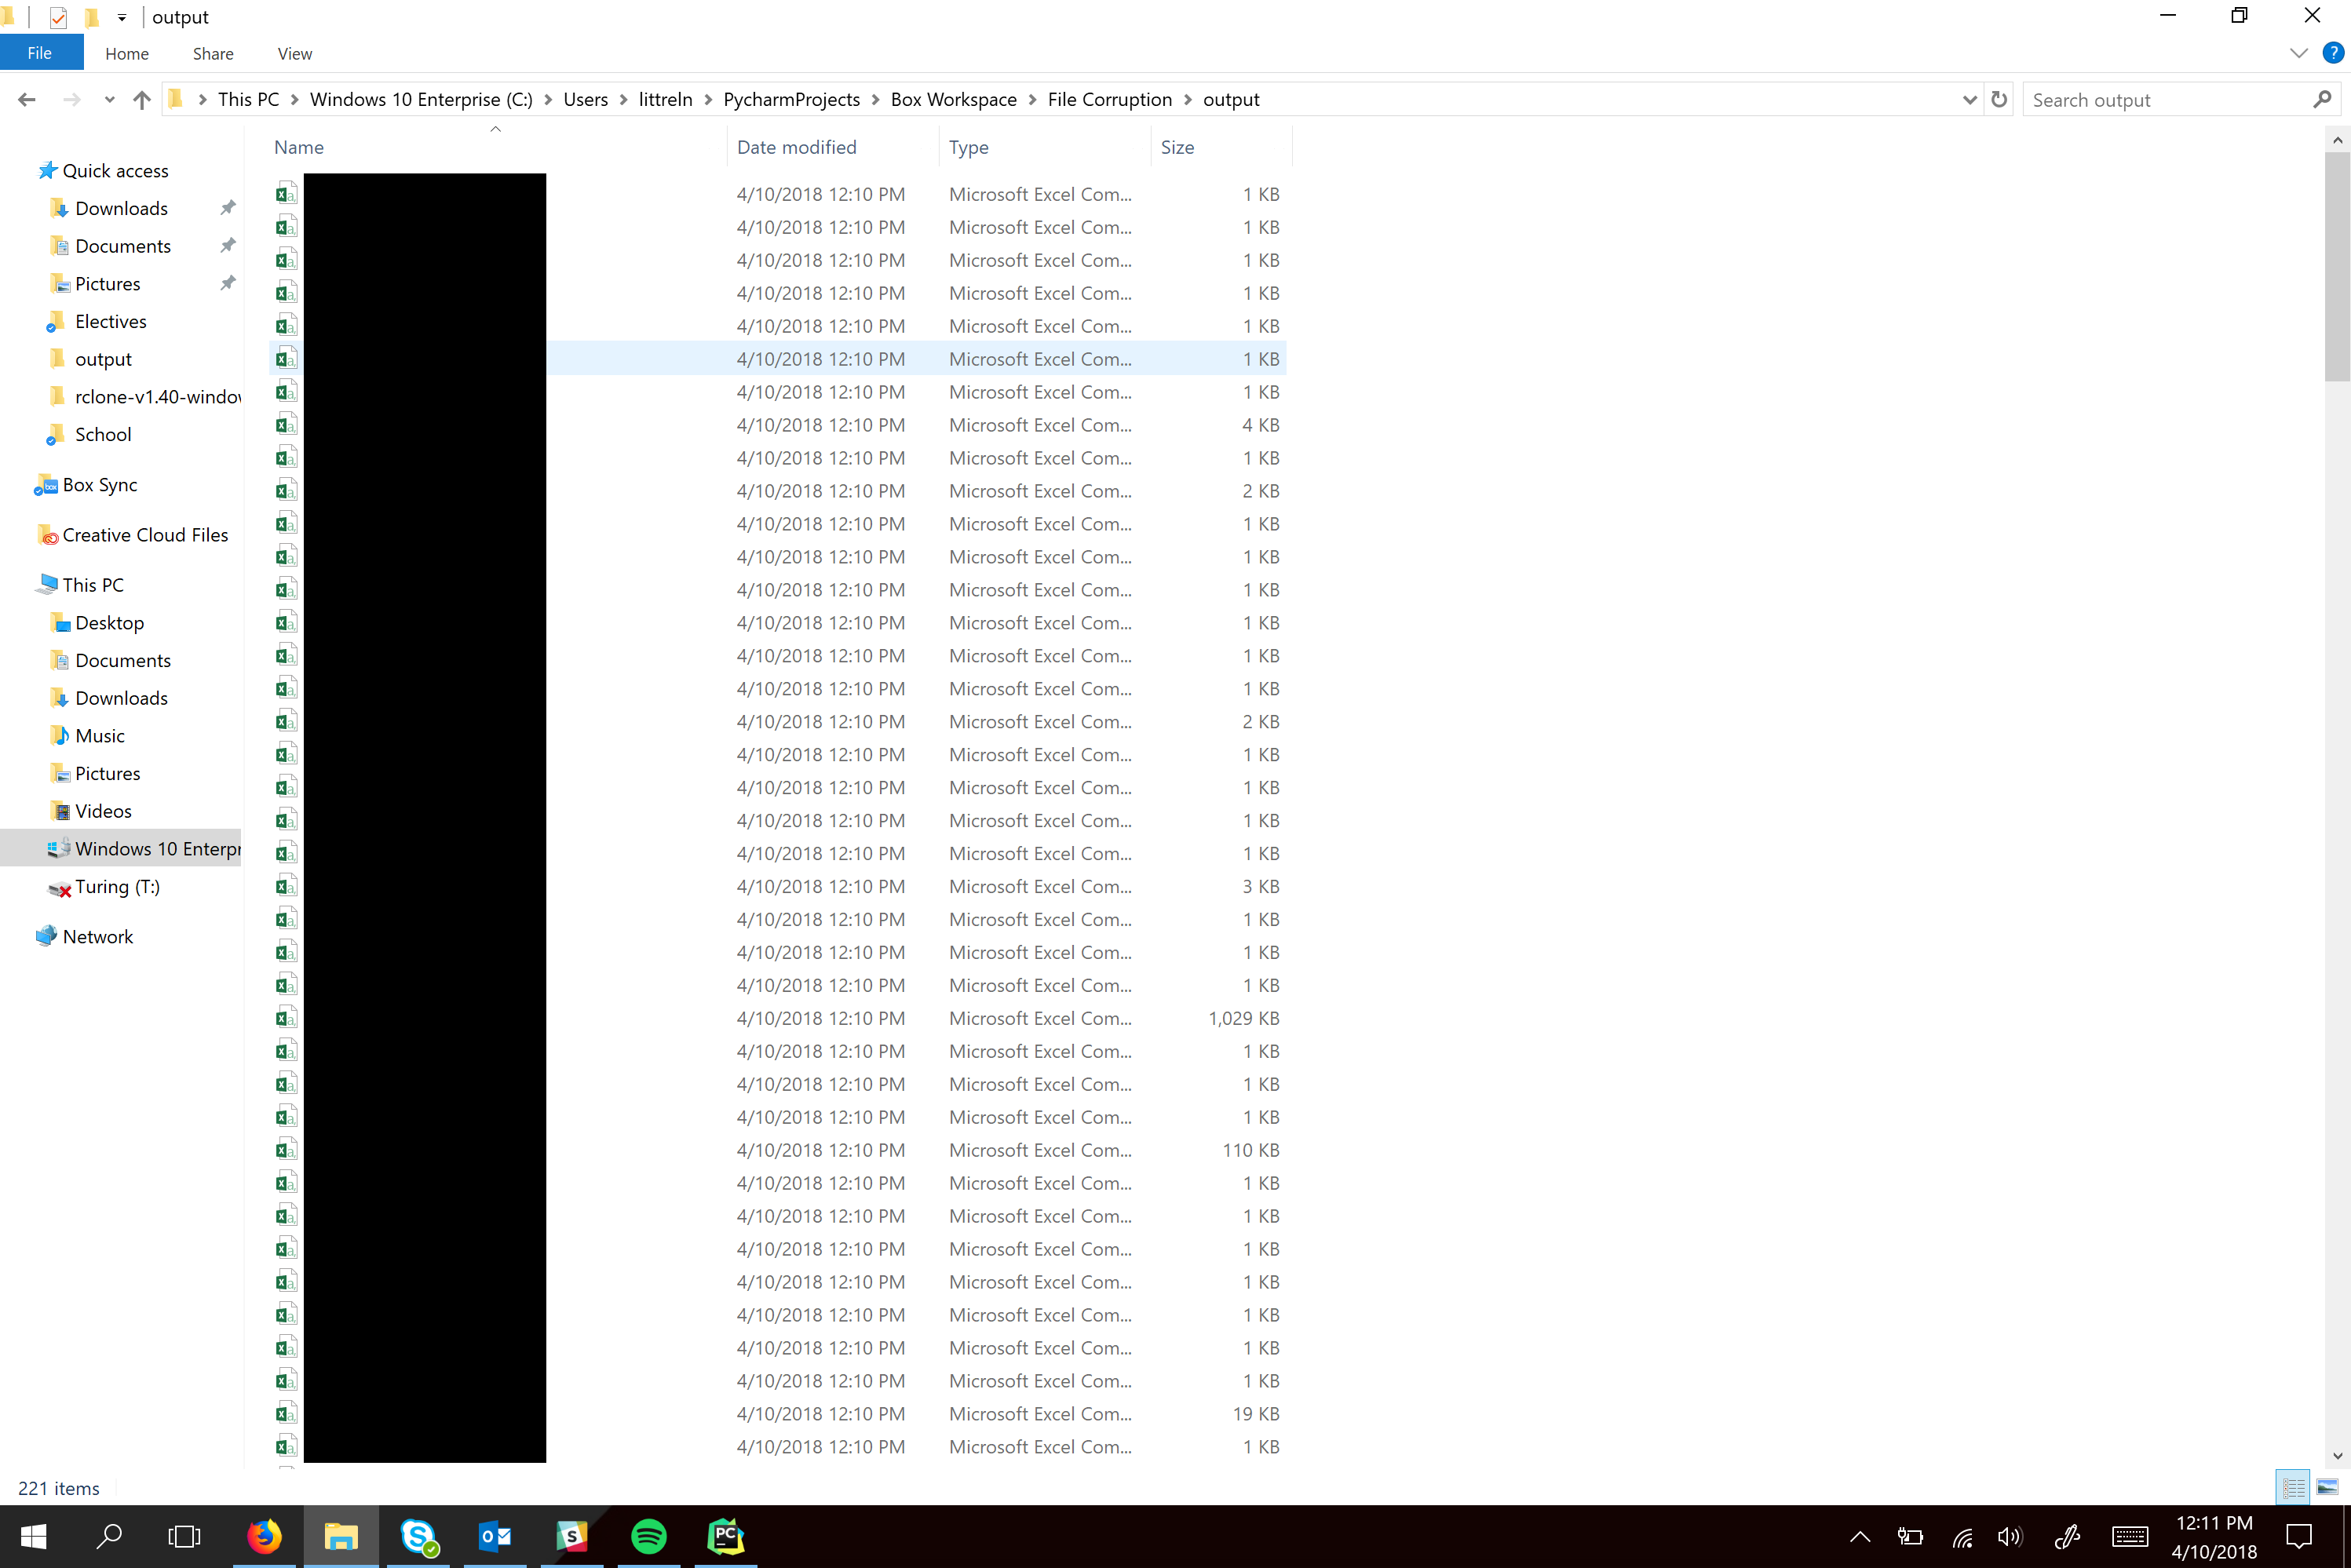 output
File Home Share View
This PC Windows 10 Enterprise (C:) Users littreln PycharmProjects Box Workspace File Corruption output Search output
Name Date modified Type Size
Quick access
Downloads
Documents
Pictures
Electives
output
rclone-v1.40-window
School
Box Sync
Creative Cloud Files
This PC
Desktop
Documents
Downloads
Music
Pictures
Videos
Windows 10 Enterpr
Turing (T:)
Network
4/10/2018 12:10 PM Microsoft Excel Com... 1 KB
4/10/2018 12:10 PM Microsoft Excel Com... 1 KB
4/10/2018 12:10 PM Microsoft Excel Com... 1 KB
4/10/2018 12:10 PM Microsoft Excel Com... 1 KB
4/10/2018 12:10 PM Microsoft Excel Com... 1 KB
4/10/2018 12:10 PM Microsoft Excel Com... 1 KB
4/10/2018 12:10 PM Microsoft Excel Com... 1 KB
4/10/2018 12:10 PM Microsoft Excel Com... 4 KB
4/10/2018 12:10 PM Microsoft Excel Com... 1 KB
4/10/2018 12:10 PM Microsoft Excel Com... 2 KB
4/10/2018 12:10 PM Microsoft Excel Com... 1 KB
4/10/2018 12:10 PM Microsoft Excel Com... 1 KB
4/10/2018 12:10 PM Microsoft Excel Com... 1 KB
4/10/2018 12:10 PM Microsoft Excel Com... 1 KB
4/10/2018 12:10 PM Microsoft Excel Com... 1 KB
4/10/2018 12:10 PM Microsoft Excel Com... 1 KB
4/10/2018 12:10 PM Microsoft Excel Com... 2 KB
4/10/2018 12:10 PM Microsoft Excel Com... 1 KB
4/10/2018 12:10 PM Microsoft Excel Com... 1 KB
4/10/2018 12:10 PM Microsoft Excel Com... 1 KB
4/10/2018 12:10 PM Microsoft Excel Com... 1 KB
4/10/2018 12:10 PM Microsoft Excel Com... 3 KB
4/10/2018 12:10 PM Microsoft Excel Com... 1 KB
4/10/2018 12:10 PM Microsoft Excel Com... 1 KB
4/10/2018 12:10 PM Microsoft Excel Com... 1 KB
4/10/2018 12:10 PM Microsoft Excel Com... 1,029 KB
4/10/2018 12:10 PM Microsoft Excel Com... 1 KB
4/10/2018 12:10 PM Microsoft Excel Com... 1 KB
4/10/2018 12:10 PM Microsoft Excel Com... 1 KB
4/10/2018 12:10 PM Microsoft Excel Com... 110 KB
4/10/2018 12:10 PM Microsoft Excel Com... 1 KB
4/10/2018 12:10 PM Microsoft Excel Com... 1 KB
4/10/2018 12:10 PM Microsoft Excel Com... 1 KB
4/10/2018 12:10 PM Microsoft Excel Com... 1 KB
4/10/2018 12:10 PM Microsoft Excel Com... 1 KB
4/10/2018 12:10 PM Microsoft Excel Com... 1 KB
4/10/2018 12:10 PM Microsoft Excel Com... 1 KB
4/10/2018 12:10 PM Microsoft Excel Com... 19 KB
4/10/2018 12:10 PM Microsoft Excel Com... 1 KB
221 items
12:11 PM
4/10/2018